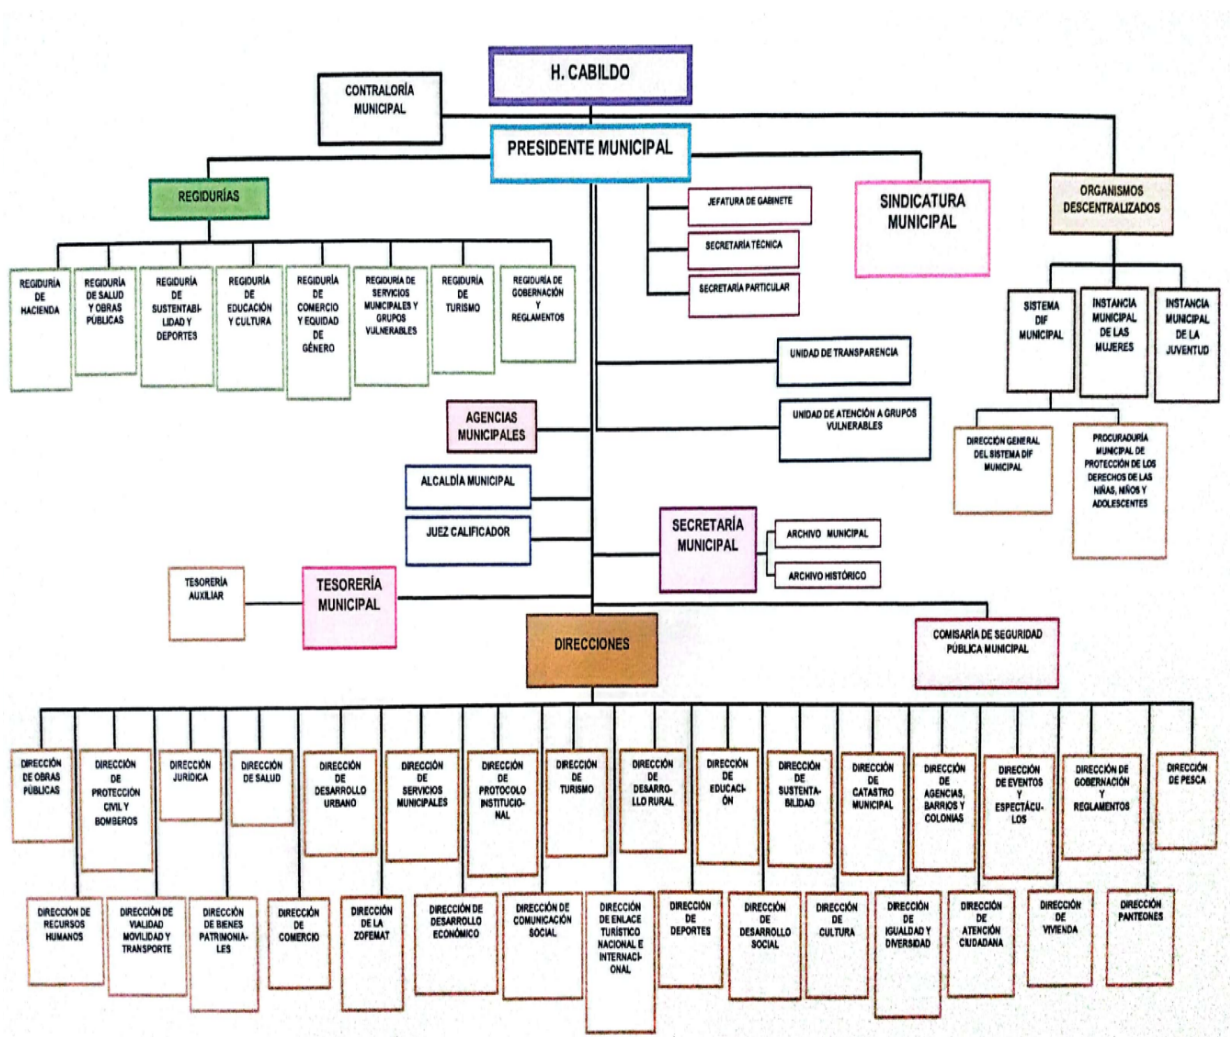 H. CABILDO
CONTRALORÍA
MUNICIPAL
PRESIDENTE MUNICIPAL
REGIDURÍAS
JEFATURA DE GABINETE
SECRETARÍA TÉCNICA
SECRETARÍA PARTICULAR
SINDICATURA
MUNICIPAL
ORGANISMOS
DESCENTRALIZADOS
REGIDURÍA
DE
HACIENDA
REGIDURÍA
DE SALUD
Y OBRAS
PÚBLICAS
REGIDURÍA
DE
SUSTENTABI-
LIDAD Y
DEPORTES
REGIDURÍA
DE
EDUCACIÓN
Y CULTURA
REGIDURÍA
DE
COMERCIO
Y EQUIDAD
DE
GÉNERO
REGIDURÍA DE
SERVICIOS
MUNICIPALES Y
GRUPOS
VULNERABLES
REGIDURÍA
DE
TURISMO
REGIDURÍA DE
GOBERNACIÓN
Y
REGLAMENTOS
SISTEMA
DIF
MUNICIPAL
INSTANCIA
MUNICIPAL
DE LAS
MUJERES
INSTANCIA
MUNICIPAL
DE LA
JUVENTUD
UNIDAD DE TRANSPARENCIA
UNIDAD DE ATENCIÓN A GRUPOS
VULNERABLES
DIRECCIÓN GENERAL
DEL SISTEMA DIF
MUNICIPAL
PROCURADURÍA
MUNICIPAL DE
PROTECCIÓN DE LOS
DERECHOS DE LAS
NIÑAS, NIÑOS Y
ADOLESCENTES
AGENCIAS
MUNICIPALES
ALCALDÍA MUNICIPAL
JUEZ CALIFICADOR
SECRETARÍA
MUNICIPAL
ARCHIVO MUNICIPAL
ARCHIVO HISTÓRICO
TESORERÍA
AUXILIAR
TESORERÍA
MUNICIPAL
DIRECCIONES
COMISARÍA DE SEGURIDAD
PÚBLICA MUNICIPAL
DIRECCIÓN
DE OBRAS
PÚBLICAS
DIRECCIÓN
DE
PROTECCIÓN
CIVIL Y
BOMBEROS
DIRECCIÓN
JURÍDICA
DIRECCIÓN
DE SALUD
DIRECCIÓN
DE
DESARROLLO
URBANO
DIRECCIÓN
DE
SERVICIOS
MUNICIPALES
DIRECCIÓN
DE
PROTOCOLO
INSTITUCIO-
NAL
DIRECCIÓN
DE
TURISMO
DIRECCIÓN
DE
DESARRO-
LLO RURAL
DIRECCIÓN
DE
EDUCACI-
ÓN
DIRECCIÓN
DE
SUSTENTA-
BILIDAD
DIRECCIÓN
DE
CATASTRO
MUNICIPAL
DIRECCIÓN
DE
AGENCIAS,
BARRIOS Y
COLONIAS
DIRECCIÓN
DE EVENTOS
Y
ESPECTÁCU-
LOS
DIRECCIÓN DE
GOBERNACIÓN
Y
REGLAMENTOS
DIRECCIÓN
DE PESCA
DIRECCIÓN DE
RECURSOS
HUMANOS
DIRECCIÓN DE
VIALIDAD
MOVILIDAD Y
TRANSPORTE
DIRECCIÓN
DE BIENES
PATRIMONIA-
LES
DIRECCIÓN
DE
COMERCIO
DIRECCIÓN
DE LA
ZOFEMAT
DIRECCIÓN DE
DESARROLLO
ECONÓMICO
DIRECCIÓN DE
COMUNICACIÓN
SOCIAL
DIRECCIÓN
DE ENLACE
TURÍSTICO
NACIONAL E
INTERNACI-
ONAL
DIRECCIÓN
DE
DEPORTES
DIRECCIÓN
DE
DESARROLLO
SOCIAL
DIRECCIÓN
DE
CULTURA
DIRECCIÓN
DE
IGUALDAD Y
DIVERSIDAD
DIRECCIÓN
DE
ATENCIÓN
CIUDADANA
DIRECCIÓN
DE
VIVIENDA
DIRECCIÓN
PANTEONES